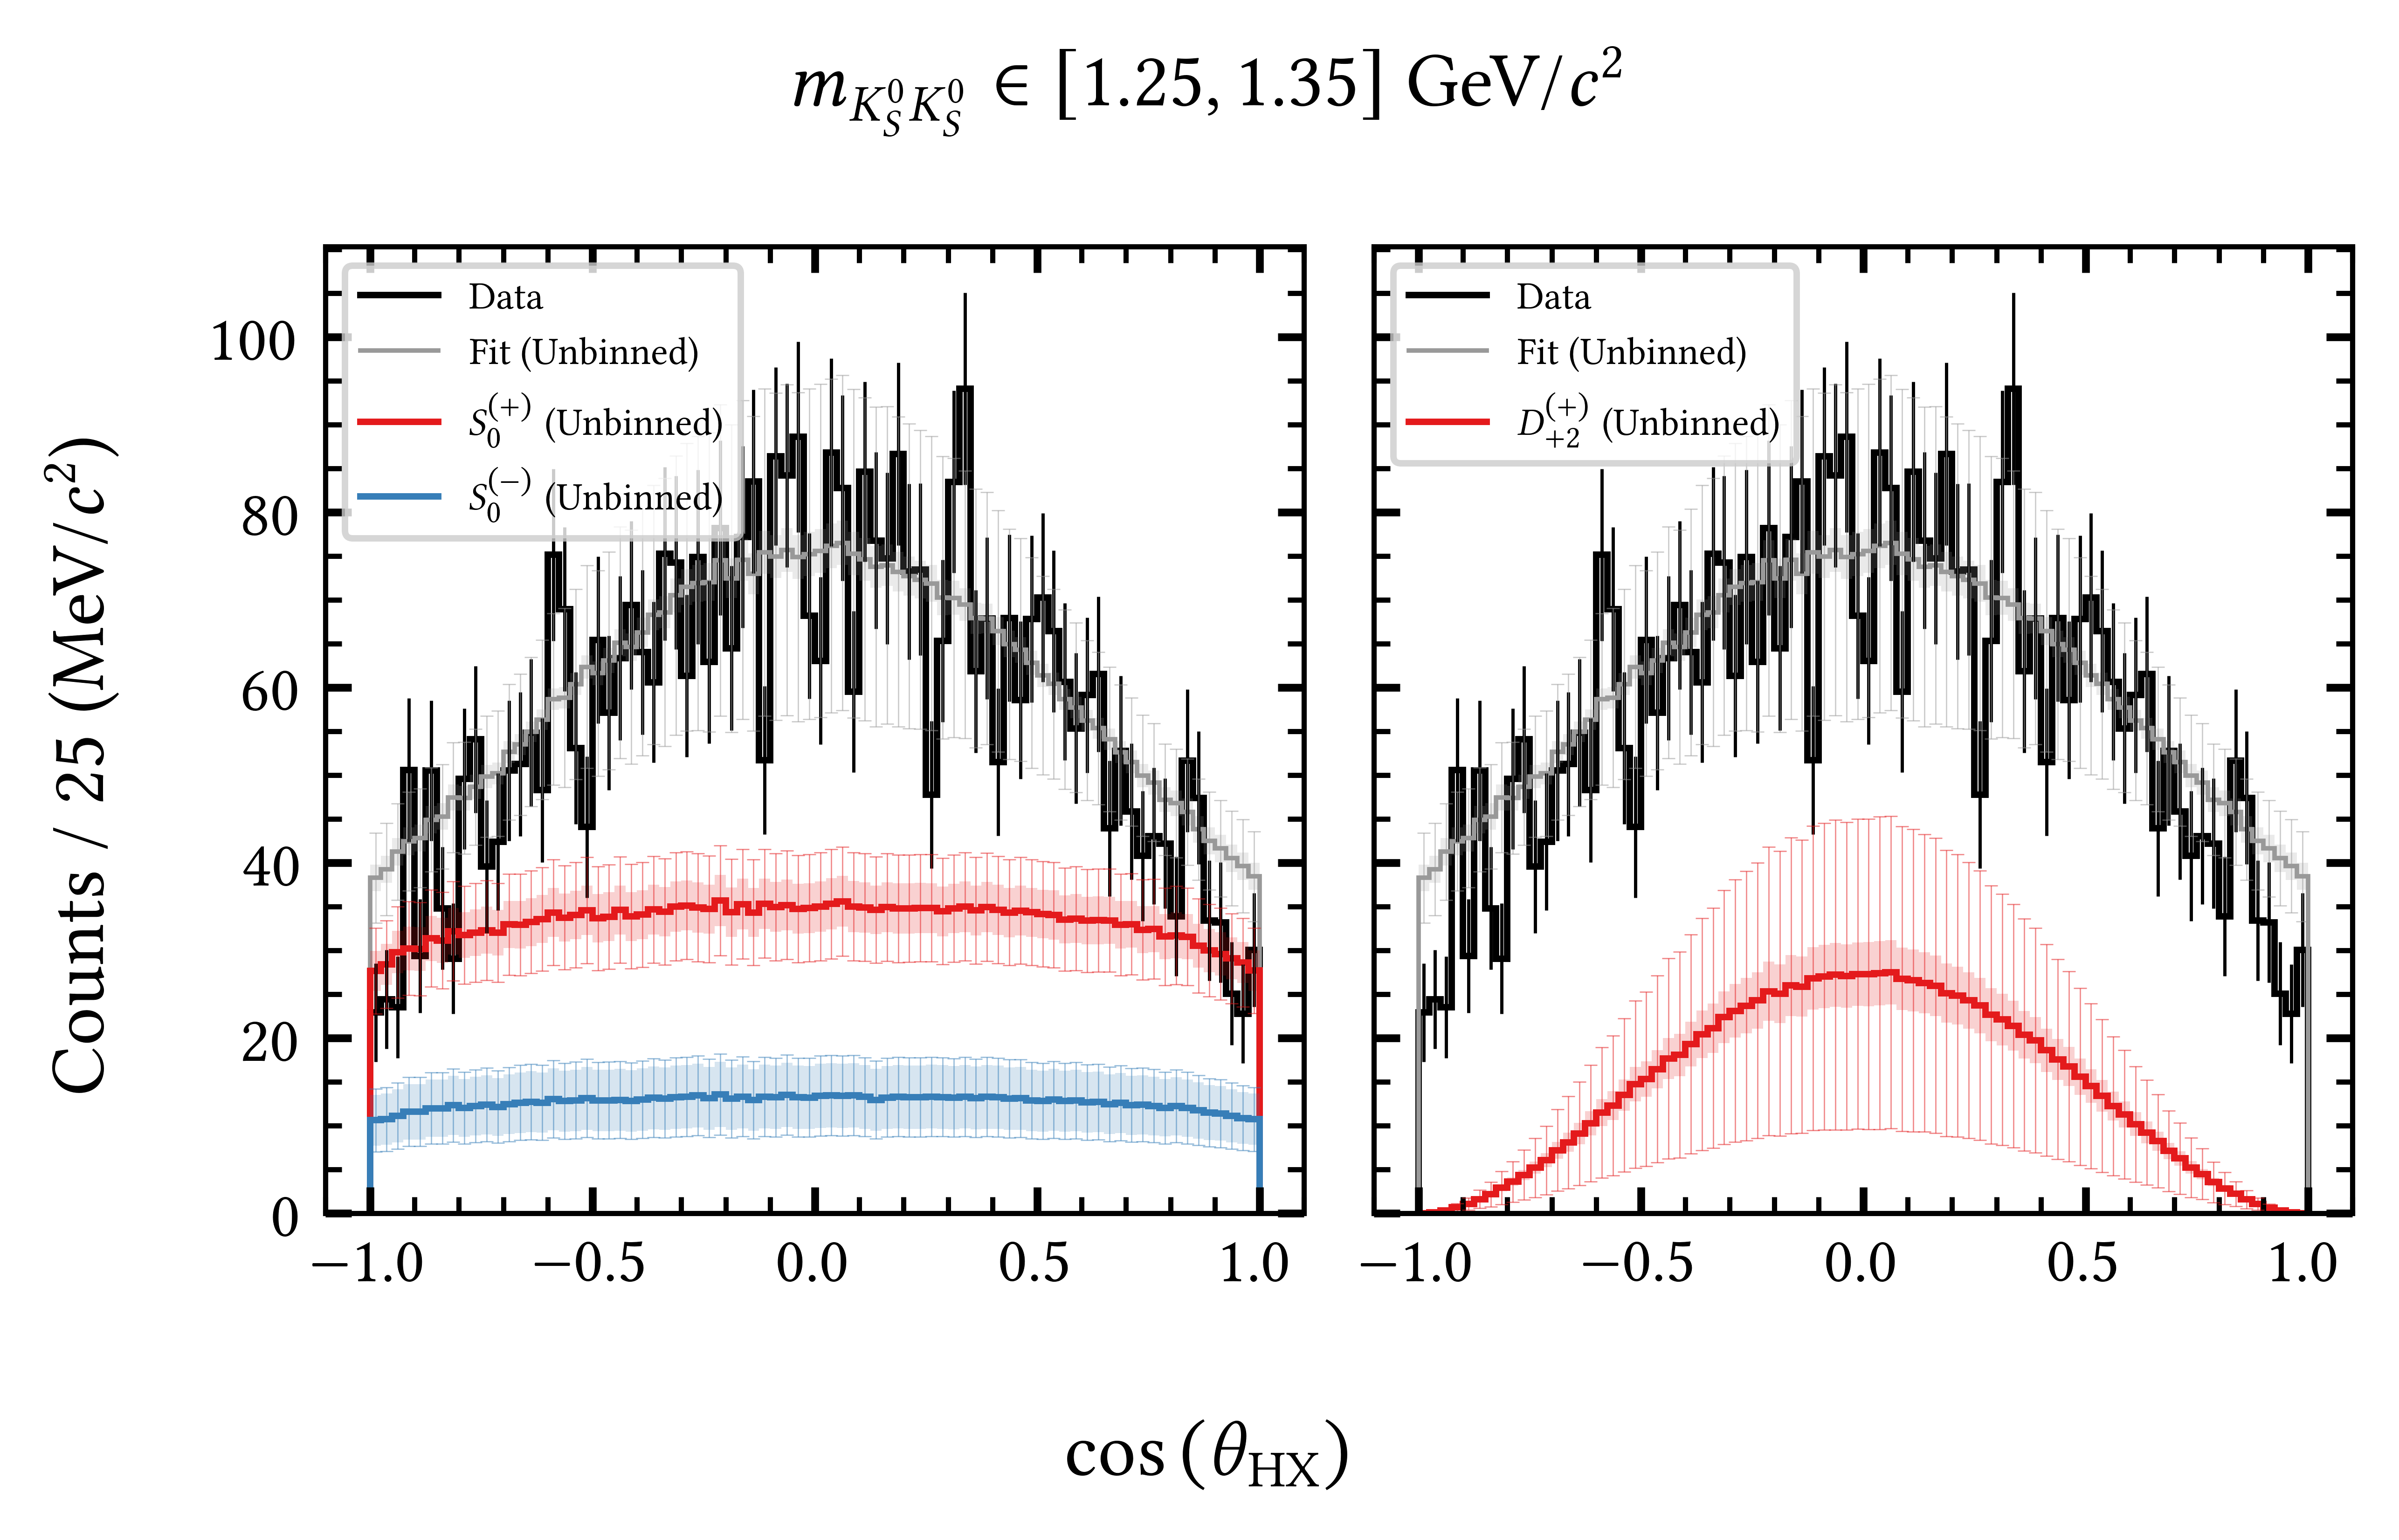 m_{K_S^0 K_S^0} ∈ [1.25, 1.35] GeV/c²
Counts / 25 (MeV/c²)
100
80
60
40
20
0
Data
Fit (Unbinned)
S_0^{(+)} (Unbinned)
S_0^{(−)} (Unbinned)
−1.0 −0.5 0.0 0.5 1.0
Data
Fit (Unbinned)
D_{+2}^{(+)} (Unbinned)
−1.0 −0.5 0.0 0.5 1.0
cos (θ_{HX})